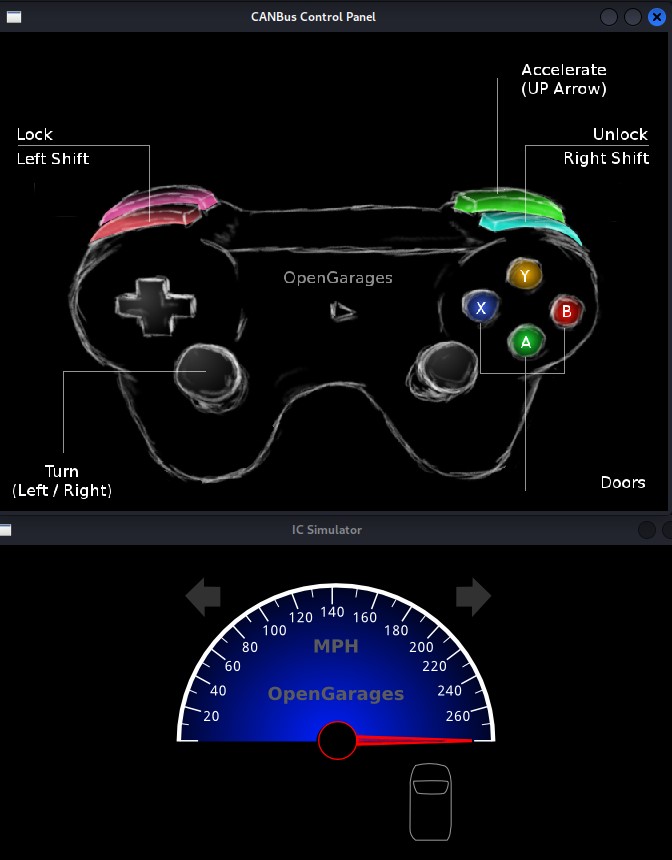 CANBus Control Panel
Accelerate
(UP Arrow)
Lock
Left Shift
Unlock
Right Shift
OpenGarages
Y
X
B
A
Turn
(Left / Right)
Doors
IC Simulator
20
40
60
80
100
120
140
160
180
200
220
240
260
MPH
OpenGarages